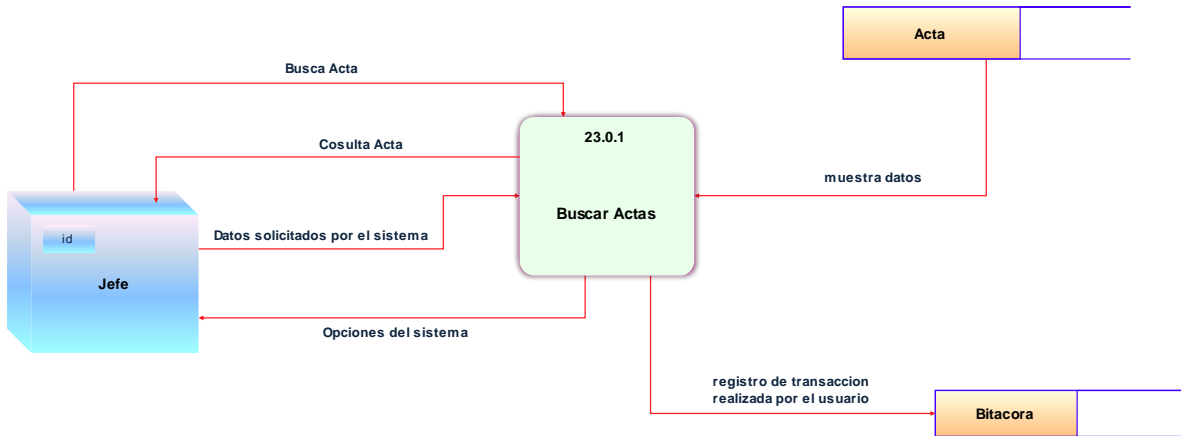 Acta
Busca Acta
23.0.1
Cosulta Acta
muestra datos
Buscar Actas
id
Datos solicitados por el sistema
Jefe
Opciones del sistema
registro de transaccion
realizada por el usuario
Bitacora